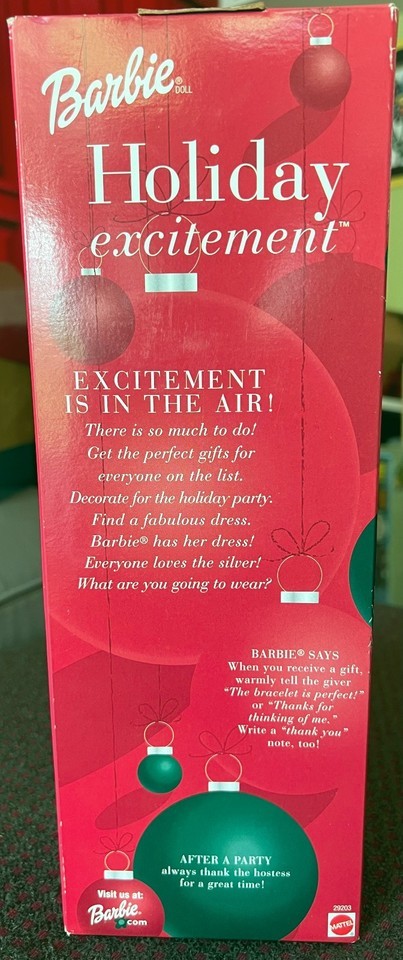 Barbie®
DOLL
Holiday
excitement™
EXCITEMENT
IS IN THE AIR!
There is so much to do!
Get the perfect gifts for
everyone on the list.
Decorate for the holiday party.
Find a fabulous dress.
Barbie® has her dress!
Everyone loves the silver!
What are you going to wear?
BARBIE® SAYS
When you receive a gift,
warmly tell the giver
“The bracelet is perfect!”
or “Thanks for
thinking of me.”
Write a “thank you”
note, too!
AFTER A PARTY
always thank the hostess
for a great time!
Visit us at:
Barbie.
com
29203
MATTEL